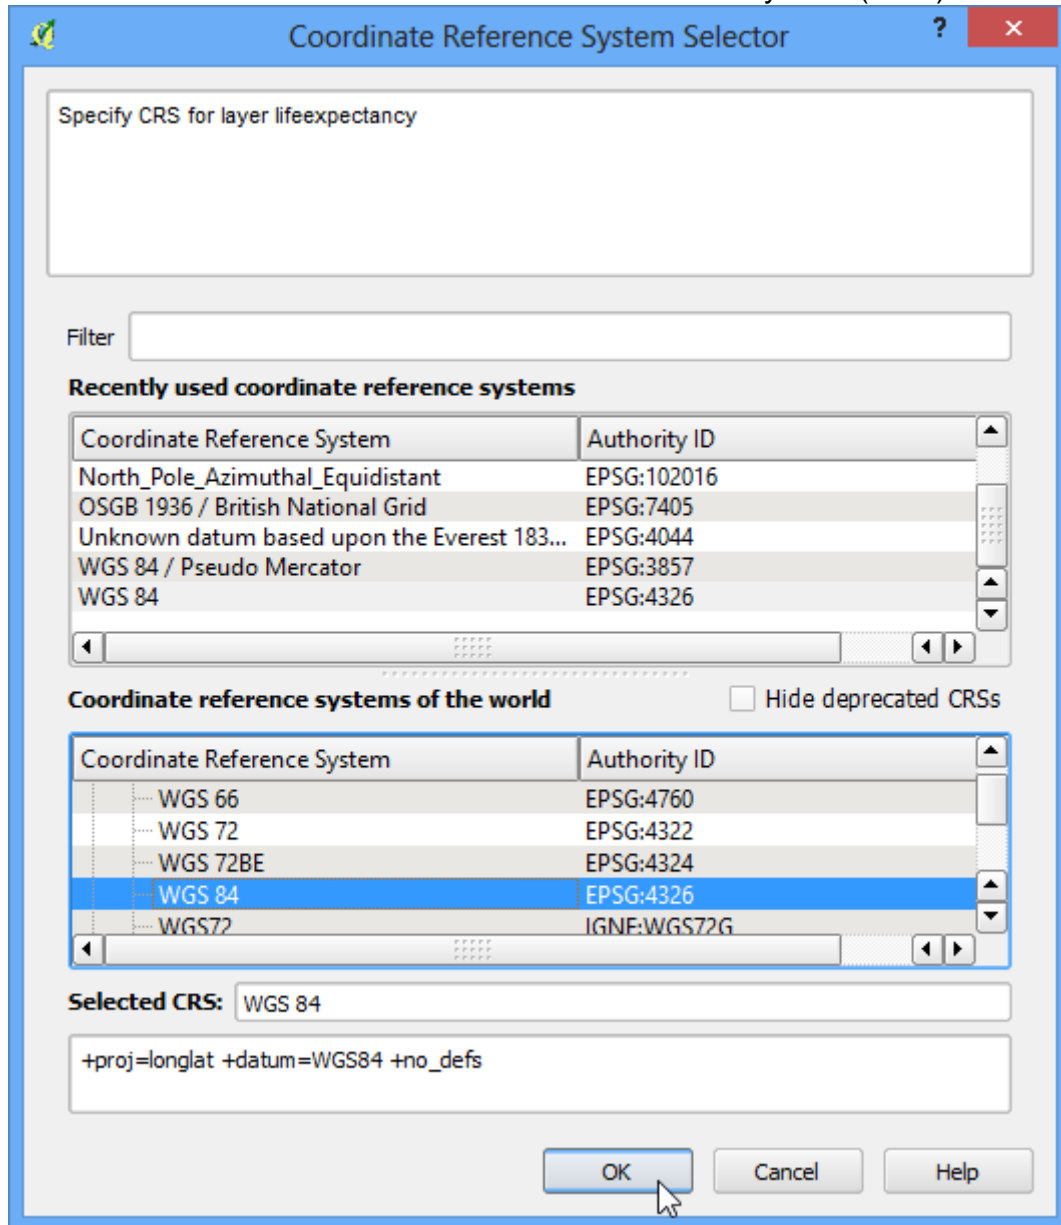 Coordinate Reference System Selector ? ×
Specify CRS for layer lifeexpectancy
Filter
Recently used coordinate reference systems
Coordinate Reference System Authority ID
North_Pole_Azimuthal_Equidistant EPSG:102016
OSGB 1936 / British National Grid EPSG:7405
Unknown datum based upon the Everest 183... EPSG:4044
WGS 84 / Pseudo Mercator EPSG:3857
WGS 84 EPSG:4326
Coordinate reference systems of the world Hide deprecated CRSs
Coordinate Reference System Authority ID
WGS 66 EPSG:4760
WGS 72 EPSG:4322
WGS 72BE EPSG:4324
WGS 84 EPSG:4326
WGS72 IGNF:WGS72G
Selected CRS: WGS 84
+proj=longlat +datum=WGS84 +no_defs
OK Cancel Help